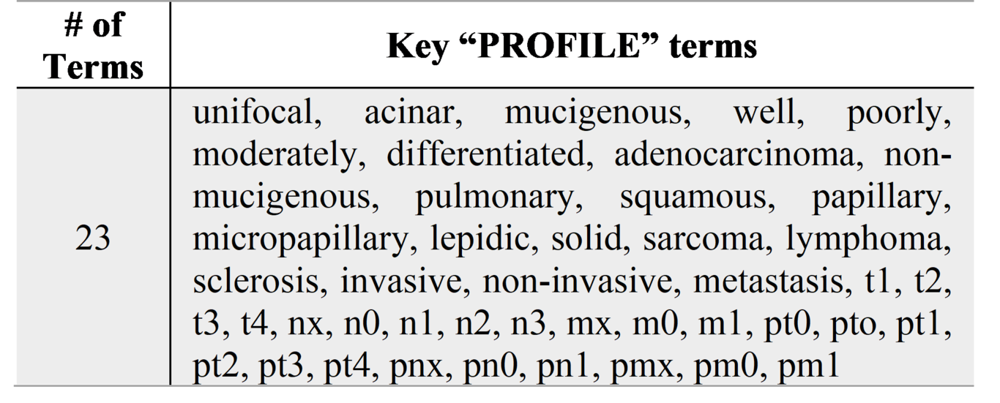 # of
Terms
Key “PROFILE” terms
23
unifocal, acinar, mucigenous, well, poorly,
moderately, differentiated, adenocarcinoma, non-
mucigenous, pulmonary, squamous, papillary,
micropapillary, lepidic, solid, sarcoma, lymphoma,
sclerosis, invasive, non-invasive, metastasis, t1, t2,
t3, t4, nx, n0, n1, n2, n3, mx, m0, m1, pt0, pto, pt1,
pt2, pt3, pt4, pnx, pn0, pn1, pmx, pm0, pm1